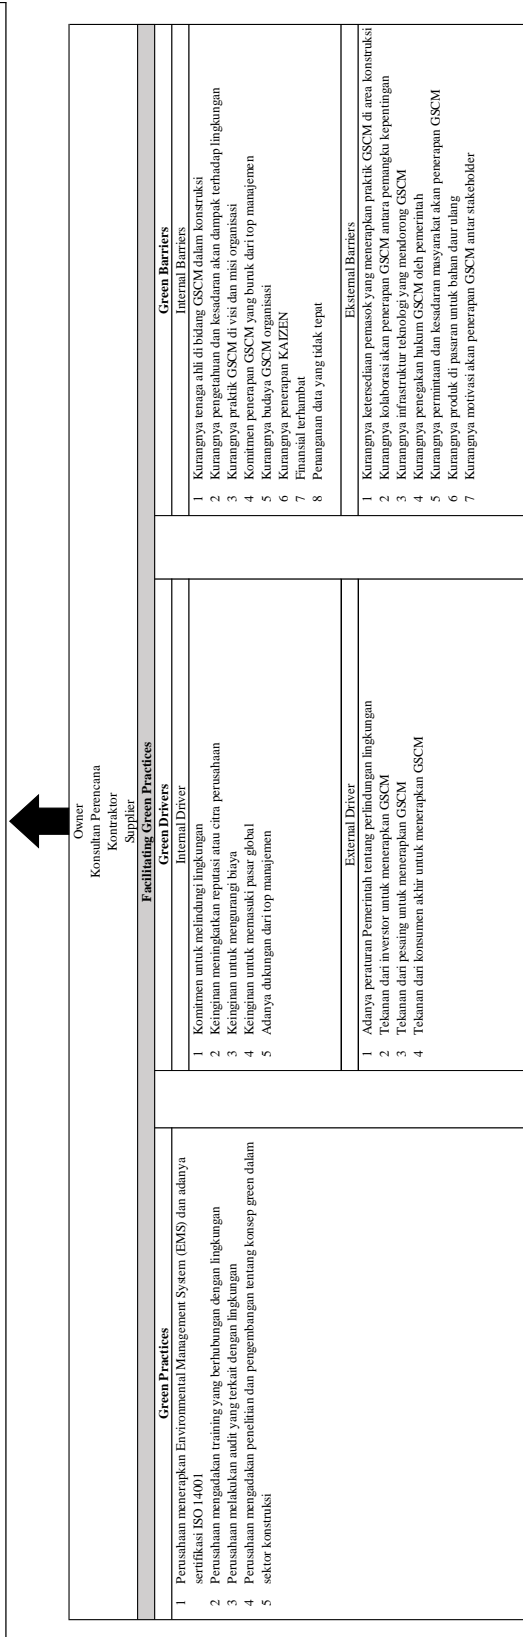 Owner
Konsultan Perencana
Kontraktor
Supplier
Facilitating Green Practices
Green Practices
1 Perusahaan menerapkan Environmental Management System (EMS) dan adanya
sertifikasi ISO 14001
2 Perusahaan mengadakan training yang berhubungan dengan lingkungan
3 Perusahaan melakukan audit yang terkait dengan lingkungan
4 Perusahaan mengadakan penelitian dan pengembangan tentang konsep green dalam
5 sektor konstruksi
Green Drivers
Internal Driver
1 Komitmen untuk melindungi lingkungan
2 Keinginan meningkatkan reputasi atau citra perusahaan
3 Keinginan untuk mengurangi biaya
4 Keinginan untuk memasuki pasar global
5 Adanya dukungan dari top manajemen
External Driver
1 Adanya peraturan Pemerintah tentang perlindungan lingkungan
2 Tekanan dari inverstor untuk menerapkan GSCM
3 Tekanan dari pesaing untuk menerapkan GSCM
4 Tekanan dari konsumen akhir untuk menerapkan GSCM
Green Barriers
Internal Barriers
1 Kurangnya tenaga ahli di bidang GSCM dalam konstruksi
2 Kurangnya pengetahuan dan kesadaran akan dampak terhadap lingkungan
3 Kurangnya praktik GSCM di visi dan misi organisasi
4 Komitmen penerapan GSCM yang buruk dari top manajemen
5 Kurangnya budaya GSCM organisasi
6 Kurangnya penerapan KAIZEN
7 Finansial terhambat
8 Penanganan data yang tidak tepat
Eksternal Barriers
1 Kurangnya ketersediaan pemasok yang menerapkan praktik GSCM di area konstruksi
2 Kurangnya kolaborasi akan penerapan GSCM antara pemangku kepentingan
3 Kurangnya infrastruktur teknologi yang mendorong GSCM
4 Kurangnya penegakan hukum GSCM oleh pemerintah
5 Kurangnya permintaan dan kesadaran masyarakat akan penerapan GSCM
6 Kurangnya produk di pasaran untuk bahan daur ulang
7 Kurangnya motivasi akan penerapan GSCM antar stakeholder